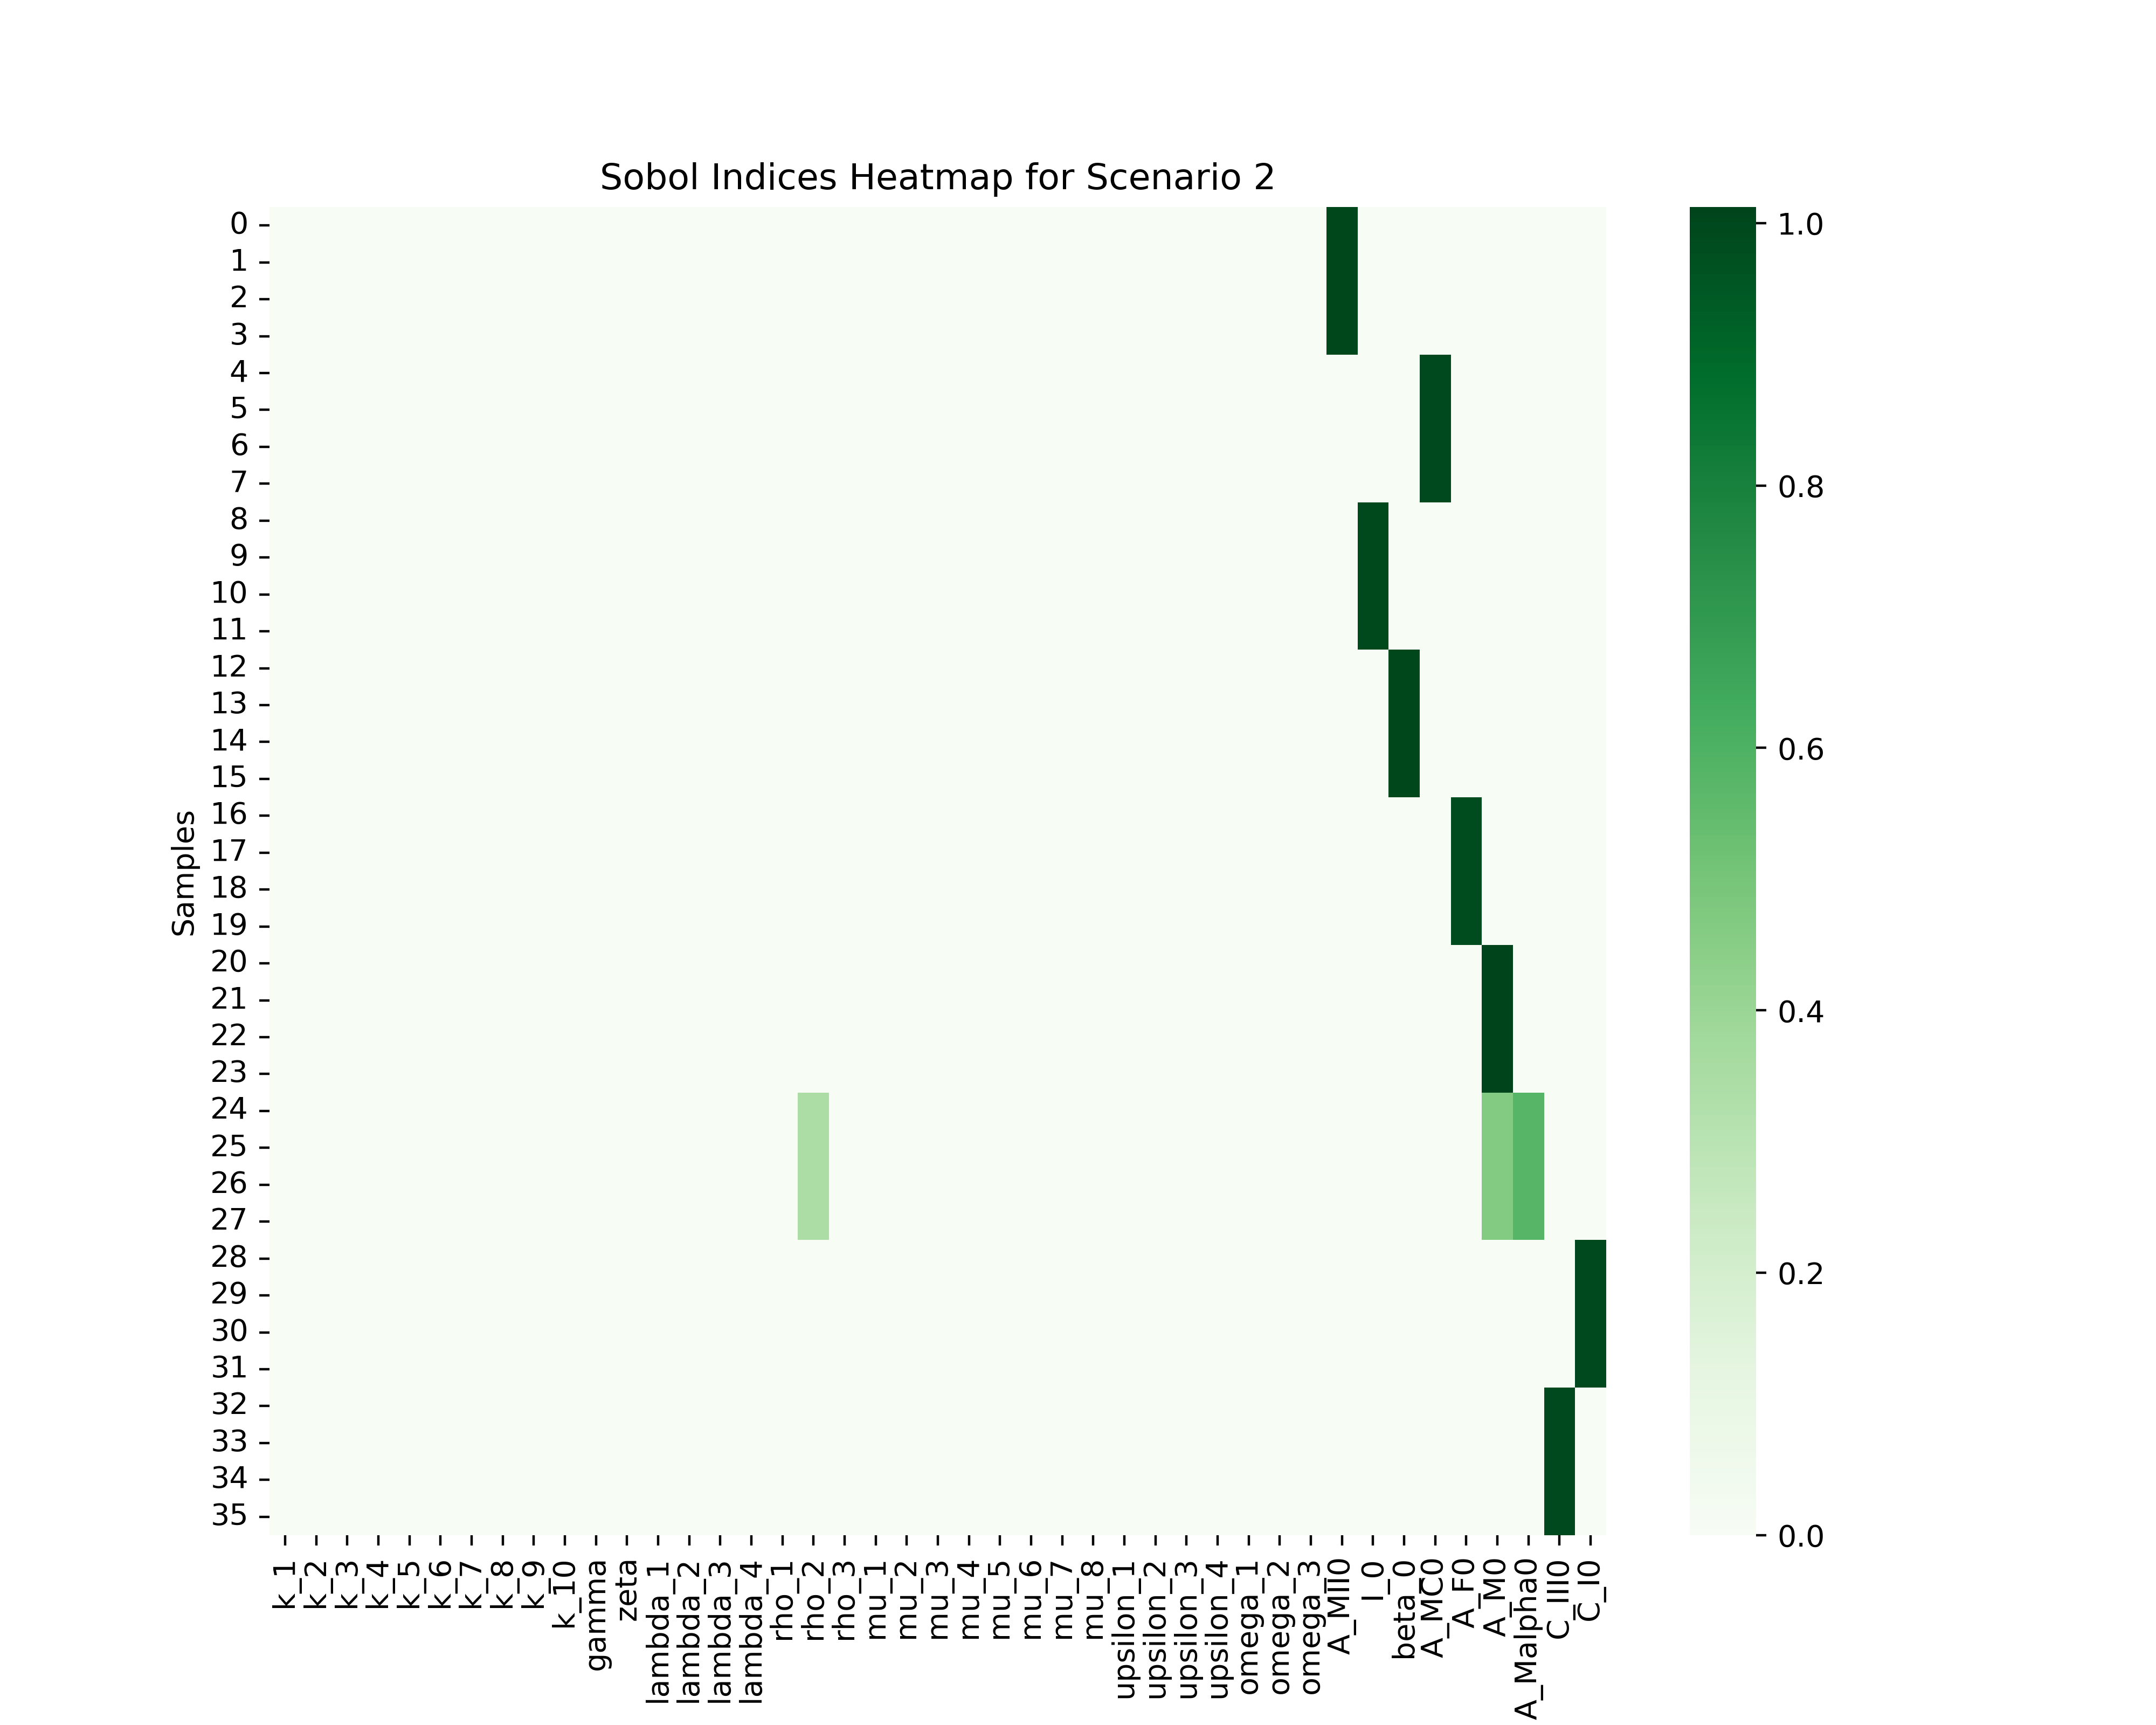 Sobol Indices Heatmap for Scenario 2
Samples
0
1
2
3
4
5
6
7
8
9
10
11
12
13
14
15
16
17
18
19
20
21
22
23
24
25
26
27
28
29
30
31
32
33
34
35
k_1
k_2
k_3
k_4
k_5
k_6
k_7
k_8
k_9
k_10
gamma
zeta
lambda_1
lambda_2
lambda_3
lambda_4
rho_1
rho_2
rho_3
mu_1
mu_2
mu_3
mu_4
mu_5
mu_6
mu_7
mu_8
upsilon_1
upsilon_2
upsilon_3
upsilon_4
omega_1
omega_2
omega_3
A_MII0
I_0
beta_0
A_MC0
A_F0
A_M0
A_Malpha0
C_III0
C_I0
1.0
0.8
0.6
0.4
0.2
0.0